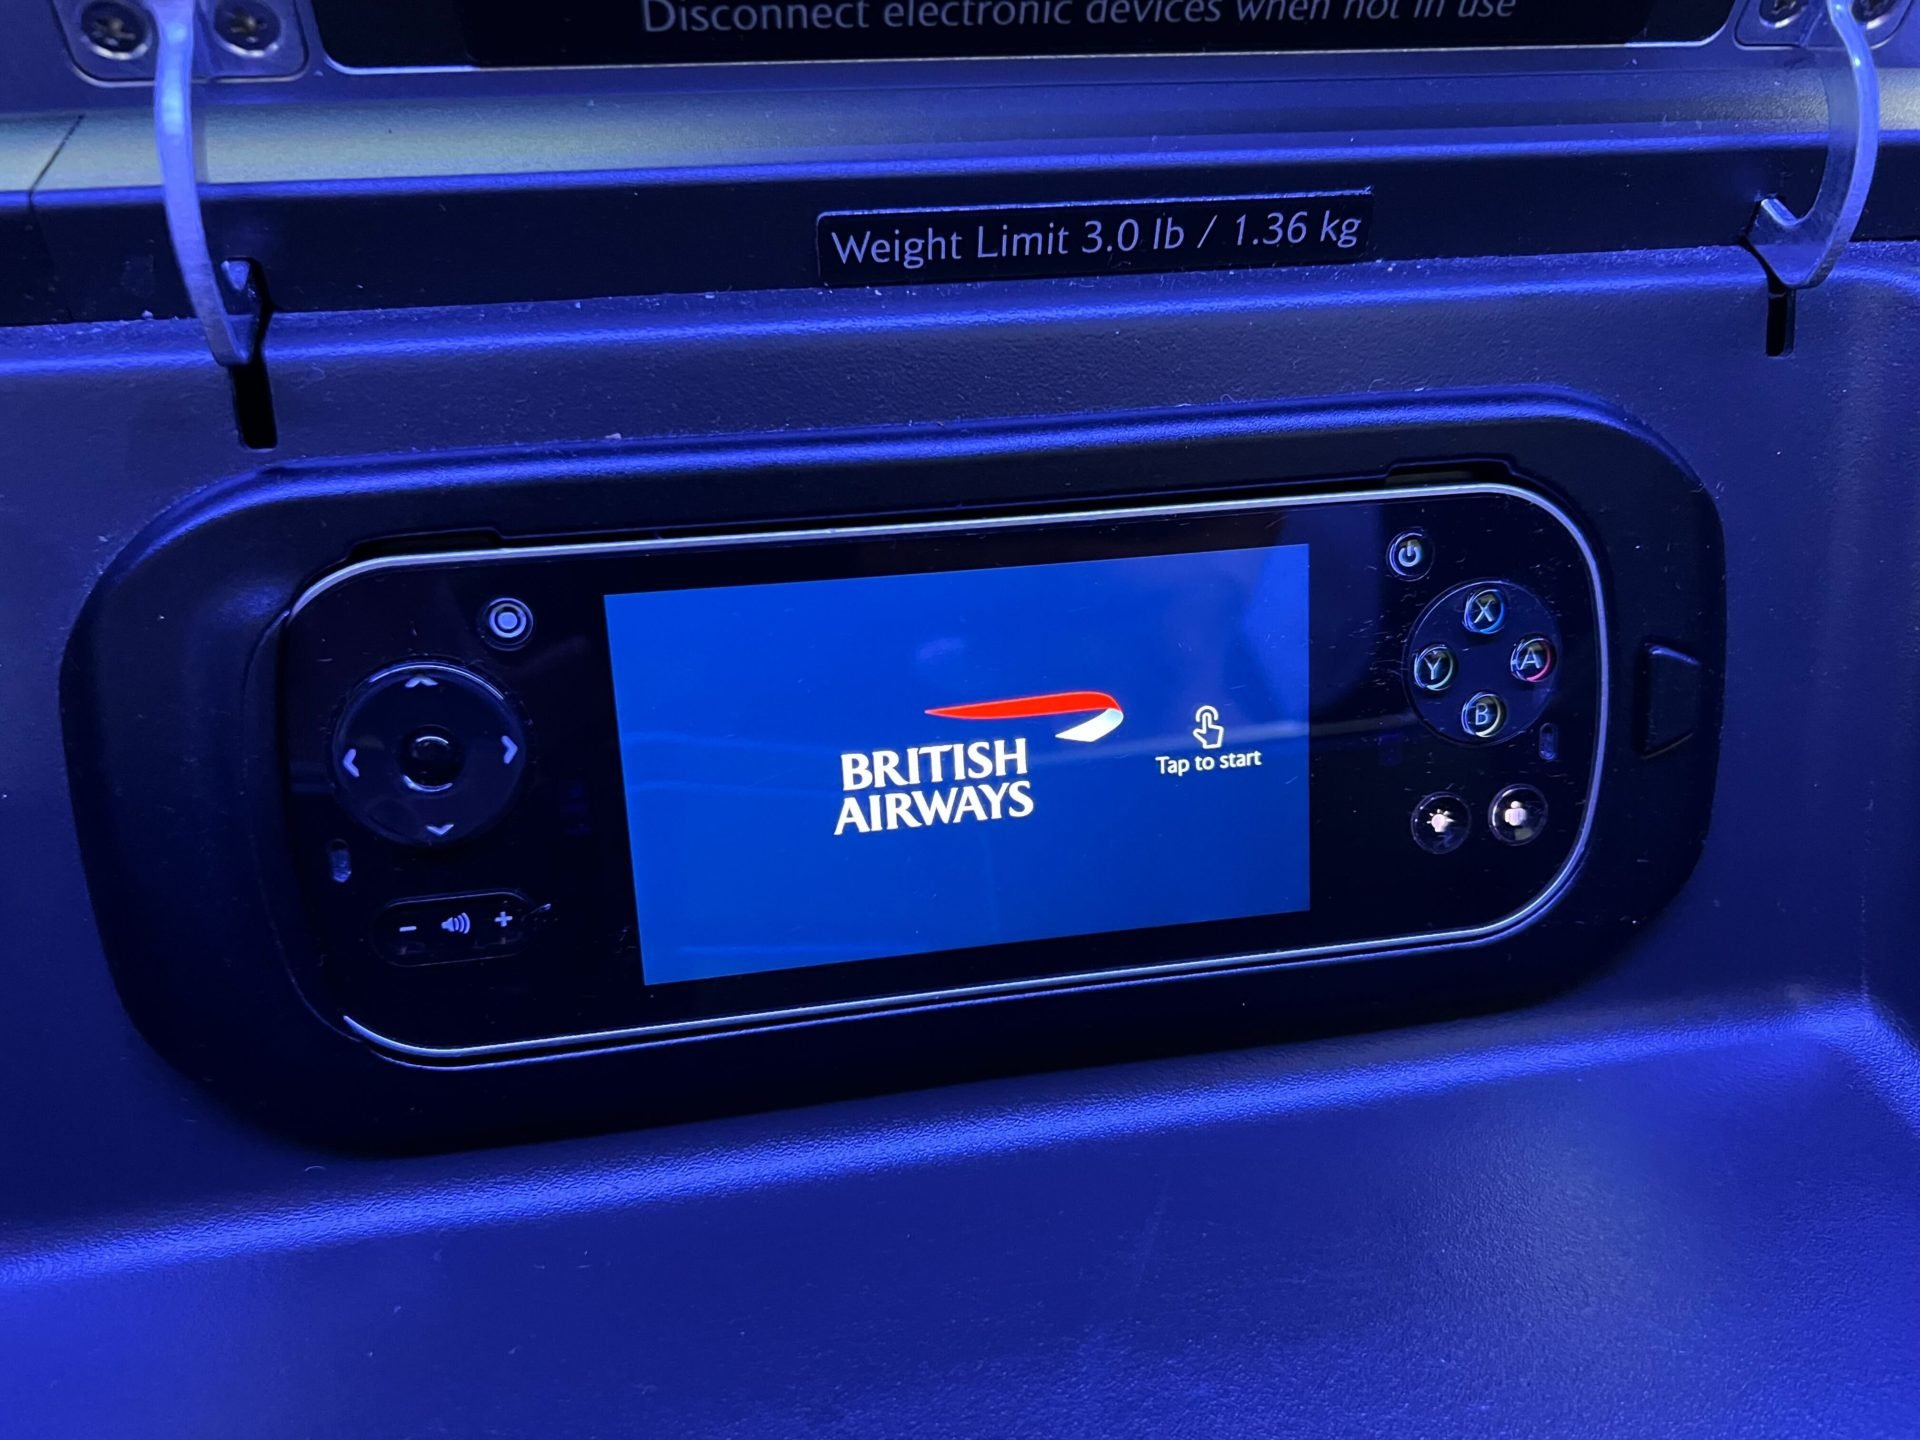 Disconnect electronic devices when not in use
Weight Limit 3.0 lb / 1.36 kg
BRITISH
AIRWAYS
Tap to start
X
Y
A
B